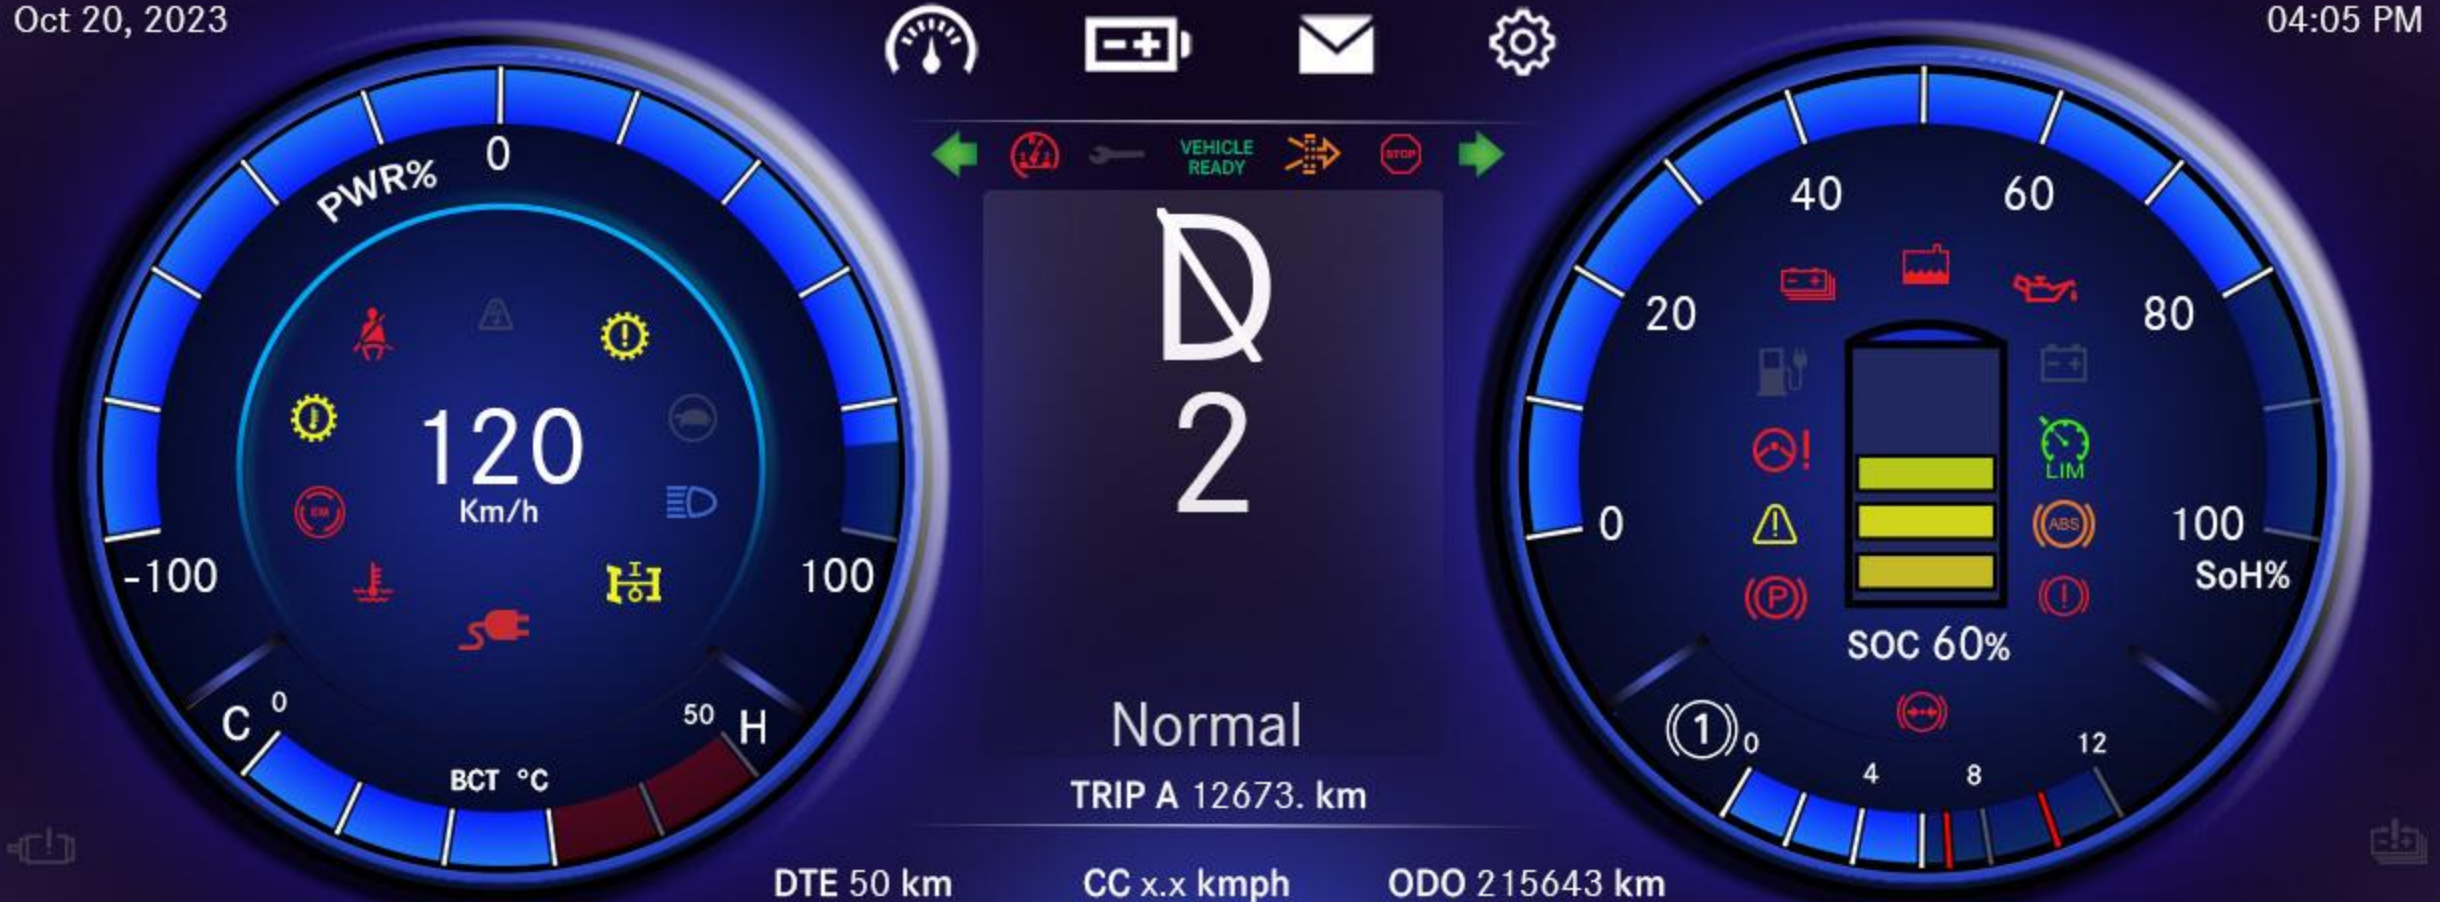 Oct 20, 2023
04:05 PM
VEHICLE
READY
STOP
PWR%
0
-100
100
120
Km/h
EM
C
0
50
H
BCT °C
D
2
Normal
TRIP A 12673. km
DTE 50 km
CC x.x kmph
ODO 215643 km
0
20
40
60
80
100
SoH%
LIM
ABS
P
SOC 60%
1
0
4
8
12